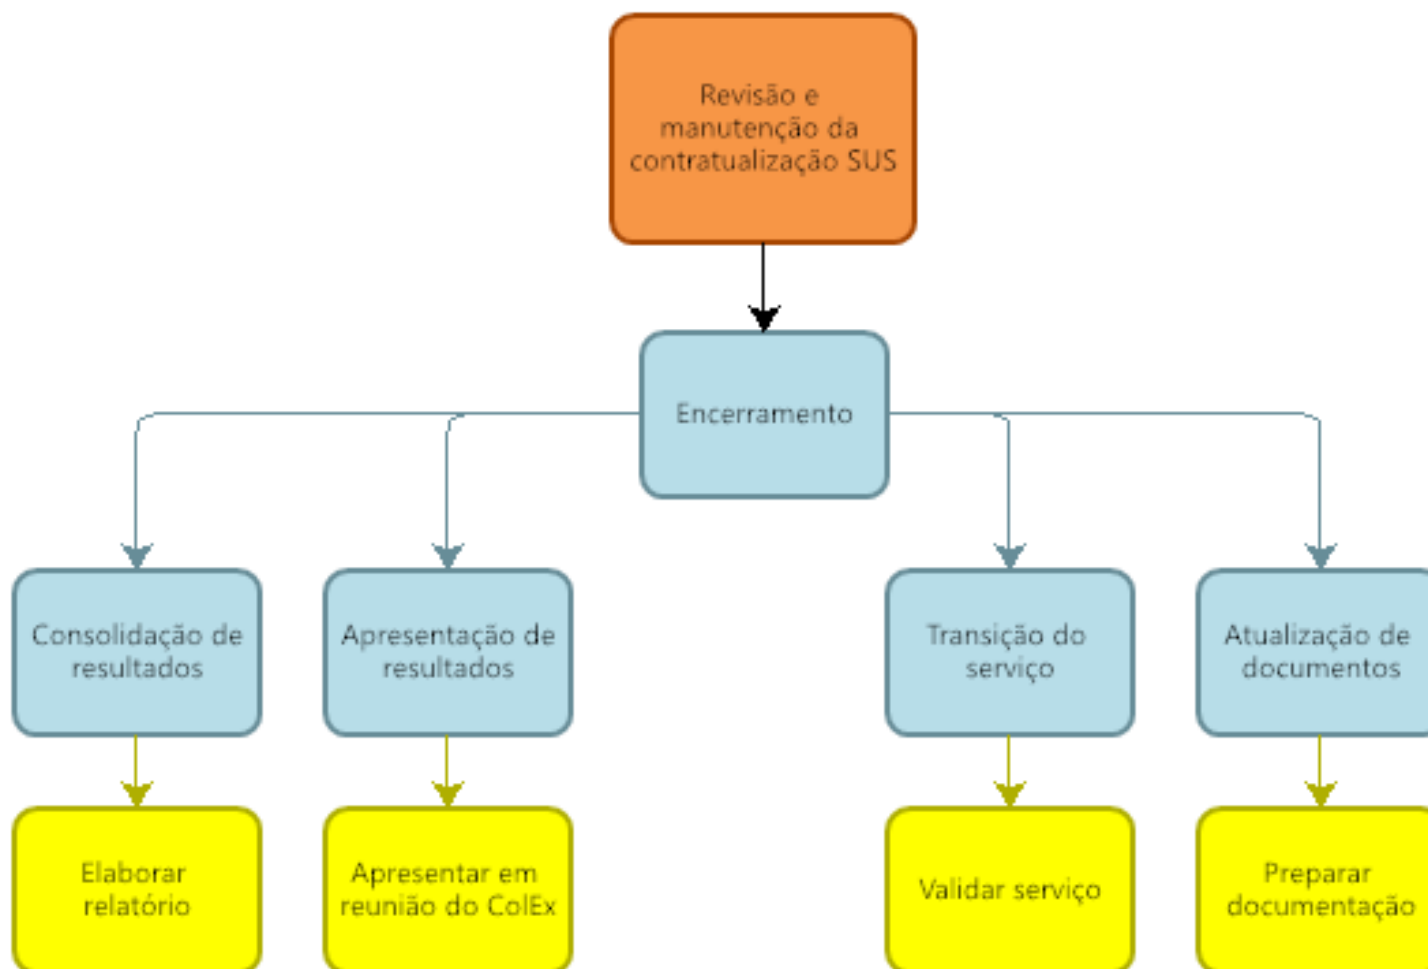 Revisão e
manutenção da
contratualização SUS
Encerramento
Consolidação de
resultados
Apresentação de
resultados
Transição do
serviço
Atualização de
documentos
Elaborar
relatório
Apresentar em
reunião do ColEx
Validar serviço
Preparar
documentação